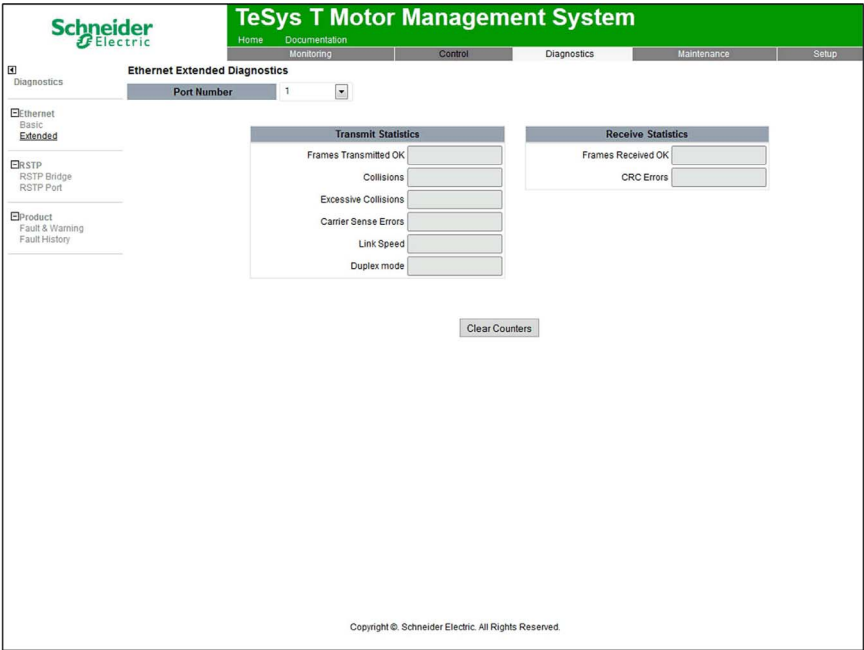 Schneider
Electric
TeSys T Motor Management System
Home Documentation
Monitoring Control Diagnostics Maintenance Setup
Diagnostics
Ethernet
Basic
Extended
RSTP
RSTP Bridge
RSTP Port
Product
Fault & Warning
Fault History
Ethernet Extended Diagnostics
Port Number 1
Transmit Statistics
Frames Transmitted OK
Collisions
Excessive Collisions
Carrier Sense Errors
Link Speed
Duplex mode
Receive Statistics
Frames Received OK
CRC Errors
Clear Counters
Copyright ©. Schneider Electric. All Rights Reserved.